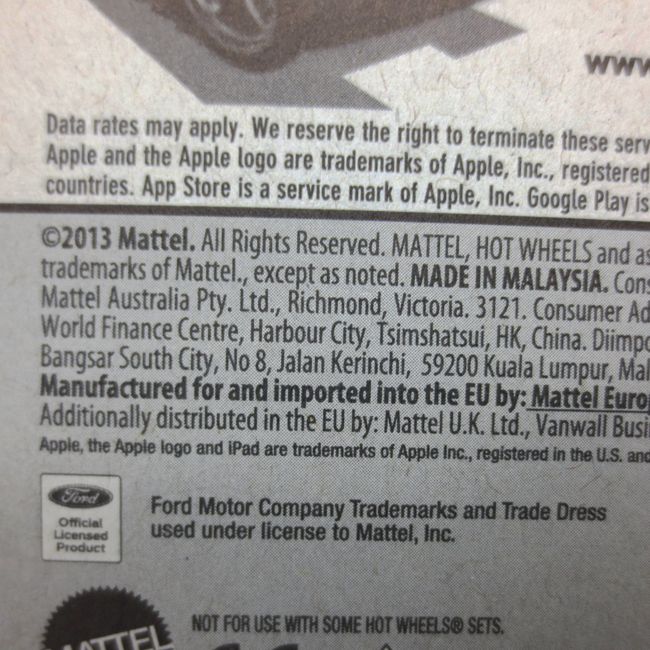 www
Data rates may apply. We reserve the right to terminate these serv
Apple and the Apple logo are trademarks of Apple, Inc., registered
countries. App Store is a service mark of Apple, Inc. Google Play is
©2013 Mattel. All Rights Reserved. MATTEL, HOT WHEELS and as
trademarks of Mattel., except as noted. MADE IN MALAYSIA. Cons
Mattel Australia Pty. Ltd., Richmond, Victoria. 3121. Consumer Ad
World Finance Centre, Harbour City, Tsimshatsui, HK, China. Diimpo
Bangsar South City, No 8, Jalan Kerinchi, 59200 Kuala Lumpur, Mal
Manufactured for and imported into the EU by: Mattel Euro
Additionally distributed in the EU by: Mattel U.K. Ltd., Vanwall Busi
Apple, the Apple logo and iPad are trademarks of Apple Inc., registered in the U.S. and
Ford
Official
Licensed
Product
Ford Motor Company Trademarks and Trade Dress
used under license to Mattel, Inc.
NOT FOR USE WITH SOME HOT WHEELS® SETS.
MATTEL